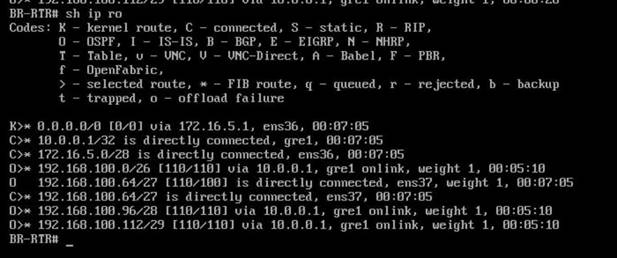 O>* 192.168.100.112/29 [110/110] via 10.0.0.1, gre1 onlink, weight 1, 00:00:20
BR-RTR# sh ip ro
Codes: K - kernel route, C - connected, S - static, R - RIP,
       O - OSPF, I - IS-IS, B - BGP, E - EIGRP, N - NHRP,
       T - Table, v - VNC, V - VNC-Direct, A - Babel, F - PBR,
       f - OpenFabric,
       > - selected route, * - FIB route, q - queued, r - rejected, b - backup
       t - trapped, o - offload failure

K>* 0.0.0.0/0 [0/0] via 172.16.5.1, ens36, 00:07:05
C>* 10.0.0.1/32 is directly connected, gre1, 00:07:05
C>* 172.16.5.0/28 is directly connected, ens36, 00:07:05
O>* 192.168.100.0/26 [110/110] via 10.0.0.1, gre1 onlink, weight 1, 00:05:10
O   192.168.100.64/27 [110/100] is directly connected, ens37, weight 1, 00:07:05
C>* 192.168.100.64/27 is directly connected, ens37, 00:07:05
O>* 192.168.100.96/28 [110/110] via 10.0.0.1, gre1 onlink, weight 1, 00:05:10
O>* 192.168.100.112/29 [110/110] via 10.0.0.1, gre1 onlink, weight 1, 00:05:10
BR-RTR# _